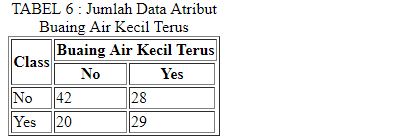 TABEL 6 : Jumlah Data Atribut
Buaing Air Kecil Terus
Class Buaing Air Kecil Terus
No Yes
No 42 28
Yes 20 29